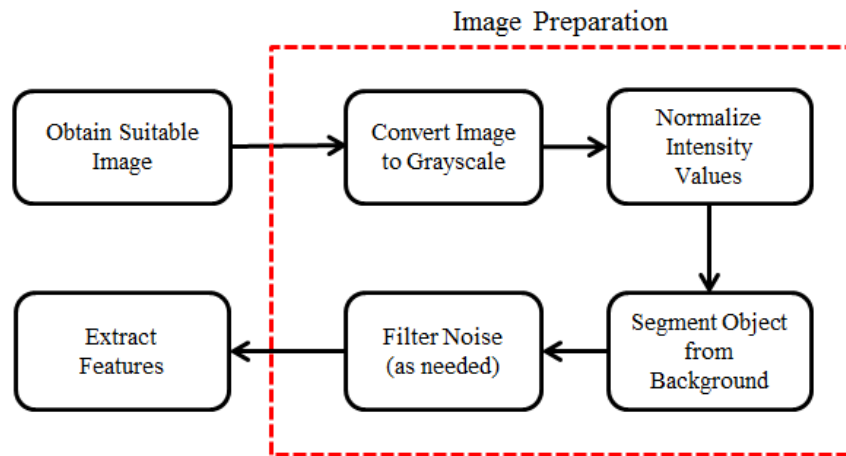 Image Preparation
Obtain Suitable
Image
Convert Image
to Grayscale
Normalize
Intensity
Values
Segment Object
from
Background
Filter Noise
(as needed)
Extract
Features